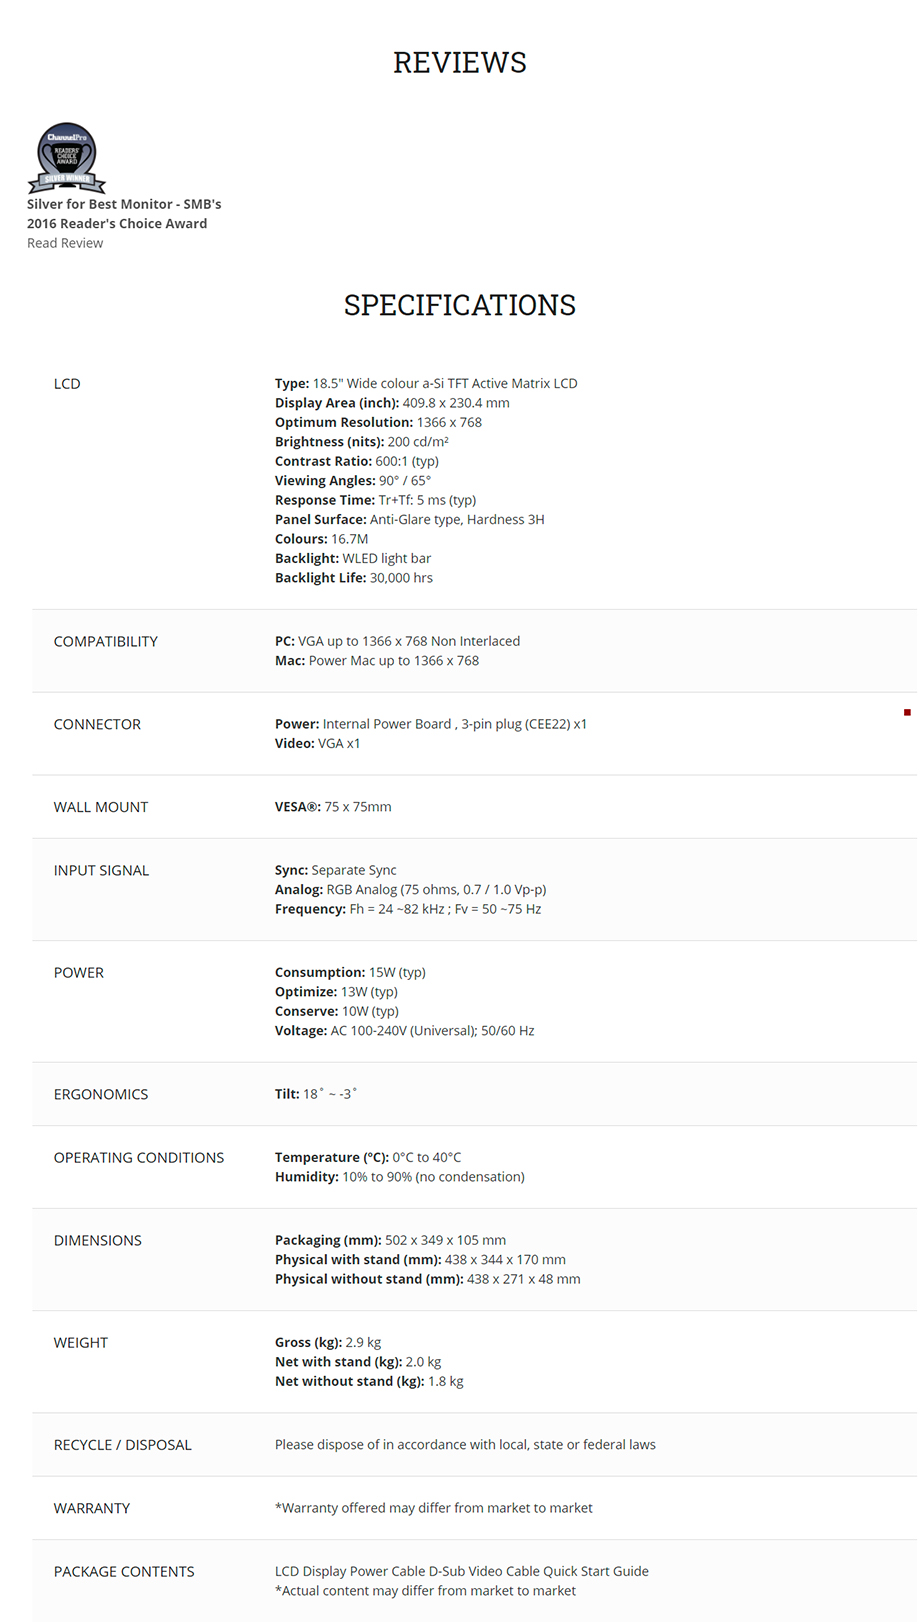 REVIEWS
ChannelPro
READERS'
CHOICE
AWARD
SILVER WINNER
Silver for Best Monitor - SMB's
2016 Reader's Choice Award
Read Review
SPECIFICATIONS
LCD
Type: 18.5" Wide colour a-Si TFT Active Matrix LCD
Display Area (inch): 409.8 x 230.4 mm
Optimum Resolution: 1366 x 768
Brightness (nits): 200 cd/m²
Contrast Ratio: 600:1 (typ)
Viewing Angles: 90° / 65°
Response Time: Tr+Tf: 5 ms (typ)
Panel Surface: Anti-Glare type, Hardness 3H
Colours: 16.7M
Backlight: WLED light bar
Backlight Life: 30,000 hrs
COMPATIBILITY
PC: VGA up to 1366 x 768 Non Interlaced
Mac: Power Mac up to 1366 x 768
CONNECTOR
Power: Internal Power Board , 3-pin plug (CEE22) x1
Video: VGA x1
WALL MOUNT
VESA®: 75 x 75mm
INPUT SIGNAL
Sync: Separate Sync
Analog: RGB Analog (75 ohms, 0.7 / 1.0 Vp-p)
Frequency: Fh = 24 ~82 kHz ; Fv = 50 ~75 Hz
POWER
Consumption: 15W (typ)
Optimize: 13W (typ)
Conserve: 10W (typ)
Voltage: AC 100-240V (Universal); 50/60 Hz
ERGONOMICS
Tilt: 18˚ ~ -3˚
OPERATING CONDITIONS
Temperature (°C): 0°C to 40°C
Humidity: 10% to 90% (no condensation)
DIMENSIONS
Packaging (mm): 502 x 349 x 105 mm
Physical with stand (mm): 438 x 344 x 170 mm
Physical without stand (mm): 438 x 271 x 48 mm
WEIGHT
Gross (kg): 2.9 kg
Net with stand (kg): 2.0 kg
Net without stand (kg): 1.8 kg
RECYCLE / DISPOSAL
Please dispose of in accordance with local, state or federal laws
WARRANTY
*Warranty offered may differ from market to market
PACKAGE CONTENTS
LCD Display Power Cable D-Sub Video Cable Quick Start Guide
*Actual content may differ from market to market